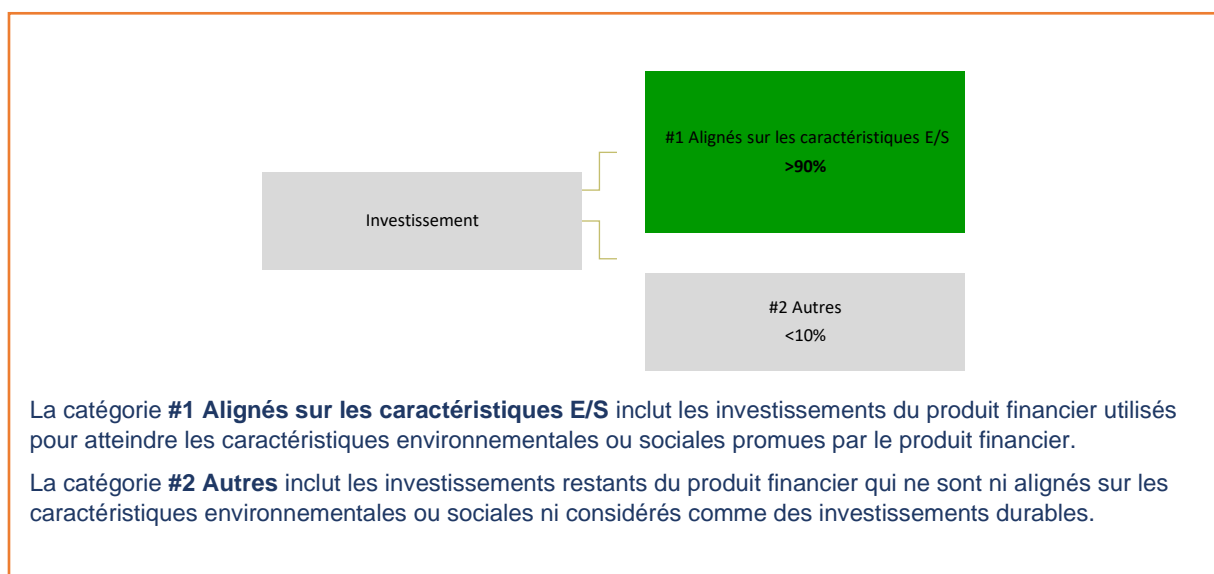 #1 Alignés sur les caractéristiques E/S
>90%
Investissement
#2 Autres
<10%
La catégorie #1 Alignés sur les caractéristiques E/S inclut les investissements du produit financier utilisés
pour atteindre les caractéristiques environnementales ou sociales promues par le produit financier.
La catégorie #2 Autres inclut les investissements restants du produit financier qui ne sont ni alignés sur les
caractéristiques environnementales ou sociales ni considérés comme des investissements durables.